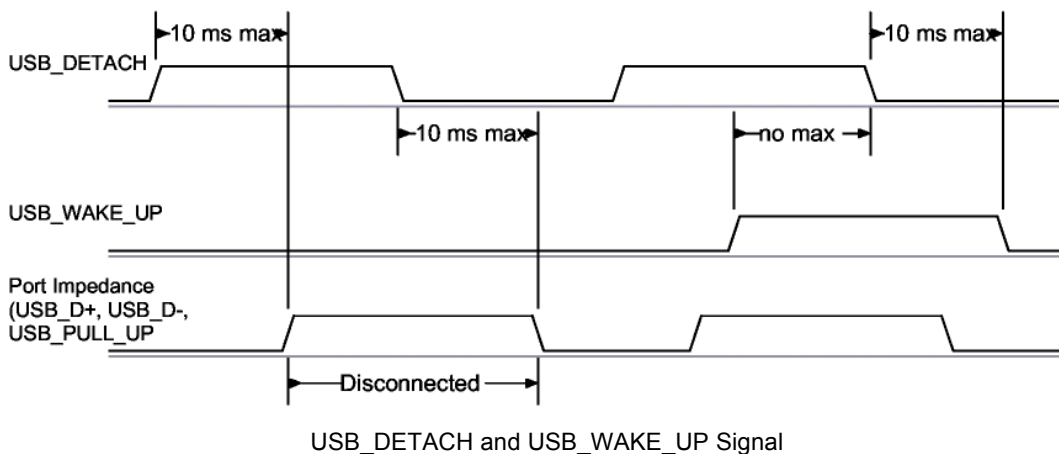 10 ms max
10 ms max
USB_DETACH
10 ms max
no max
USB_WAKE_UP
Port Impedance
(USB_D+, USB_D-,
USB_PULL_UP
Disconnected
USB_DETACH and USB_WAKE_UP Signal